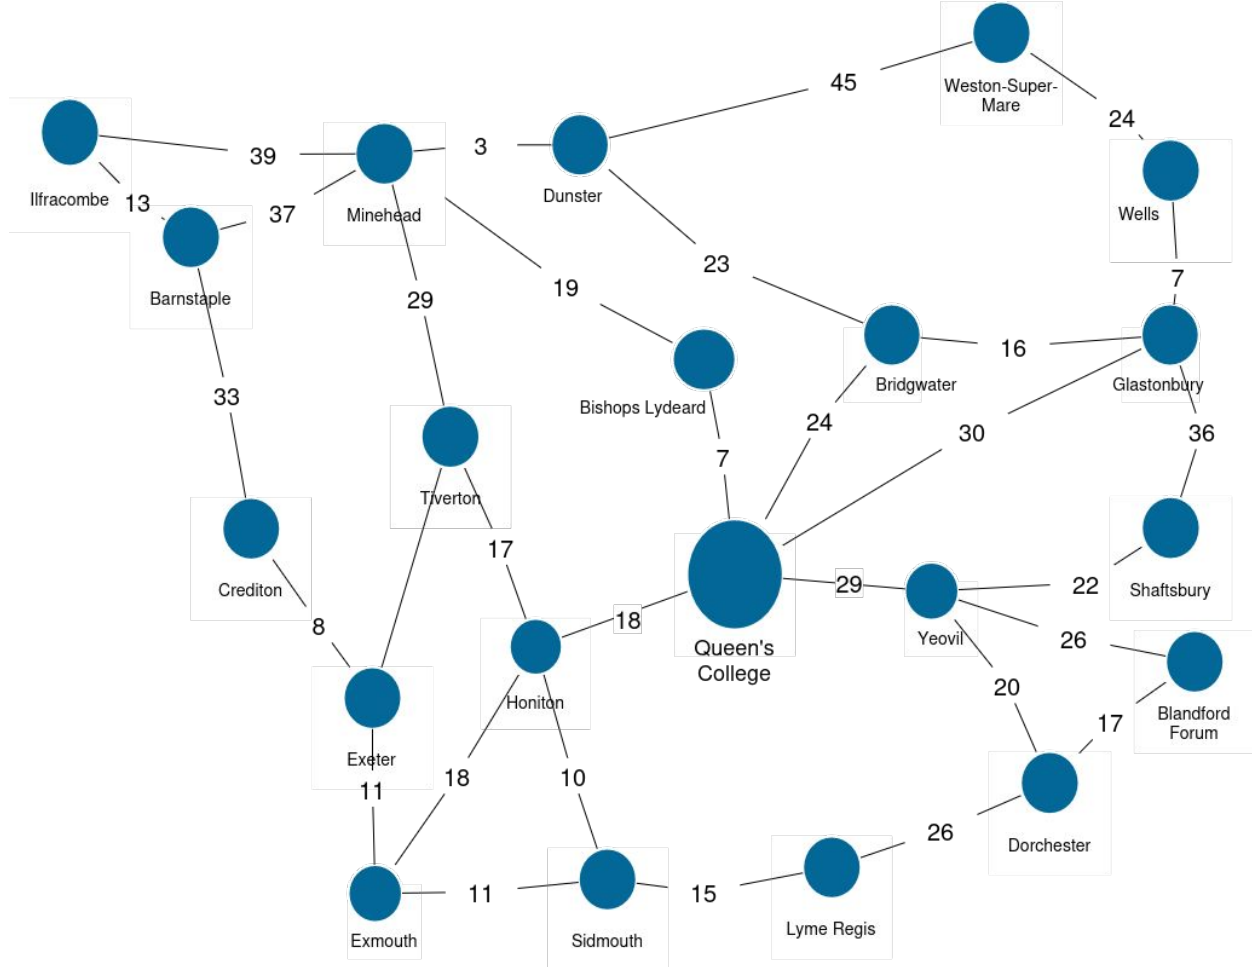 Weston-Super-
Mare
45
24
39
3
Ilfracombe
13
37
Minehead
Dunster
Wells
Barnstaple
23
7
29
19
16
Bridgwater
Glastonbury
33
Bishops Lydeard
24
30
36
7
Tiverton
17
Crediton
29
22
Shaftsbury
8
18
Yeovil
26
Queen's
College
Honiton
20
Blandford
Forum
17
Exeter
11
18
10
26
Dorchester
11
15
Lyme Regis
Exmouth
Sidmouth